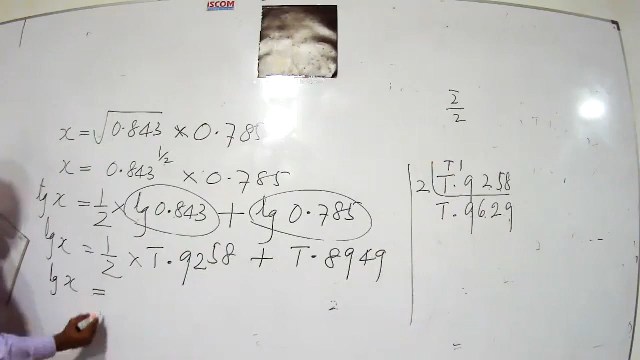 iSCOM
x = √0.843 × 0.785
x = 0.843^1/2 × 0.785
lg x = 1/2 × lg 0.843 + lg 0.785
lg x = 1/2 × T.9258 + T.8949
lg x =
2̄/2
T 1
2 T.9258
T.9629
2